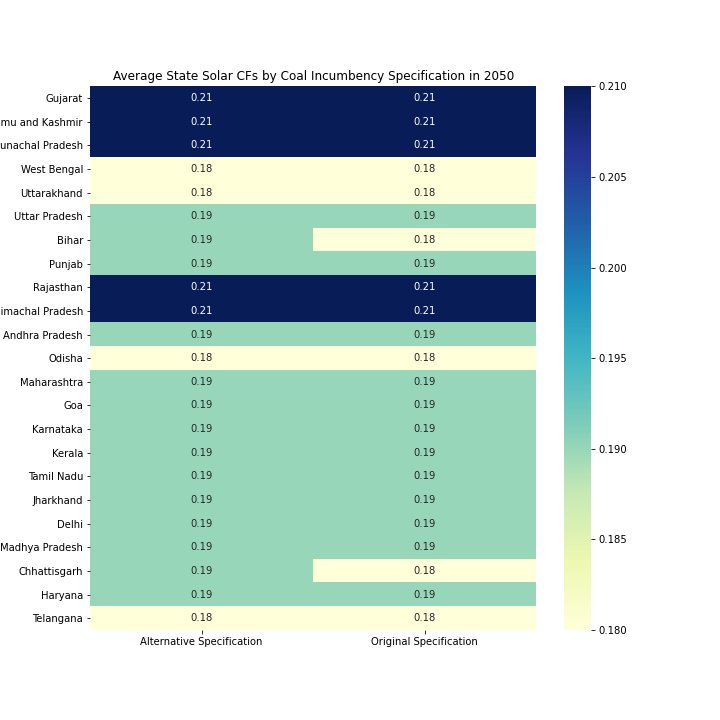 Average State Solar CFs by Coal Incumbency Specification in 2050
Gujarat 0.21 0.21
mu and Kashmir 0.21 0.21
unachal Pradesh 0.21 0.21
West Bengal 0.18 0.18
Uttarakhand 0.18 0.18
Uttar Pradesh 0.19 0.19
Bihar 0.19 0.18
Punjab 0.19 0.19
Rajasthan 0.21 0.21
imachal Pradesh 0.21 0.21
Andhra Pradesh 0.19 0.19
Odisha 0.18 0.18
Maharashtra 0.19 0.19
Goa 0.19 0.19
Karnataka 0.19 0.19
Kerala 0.19 0.19
Tamil Nadu 0.19 0.19
Jharkhand 0.19 0.19
Delhi 0.19 0.19
Madhya Pradesh 0.19 0.19
Chhattisgarh 0.19 0.18
Haryana 0.19 0.19
Telangana 0.18 0.18
Alternative Specification Original Specification
0.210
0.205
0.200
0.195
0.190
0.185
0.180